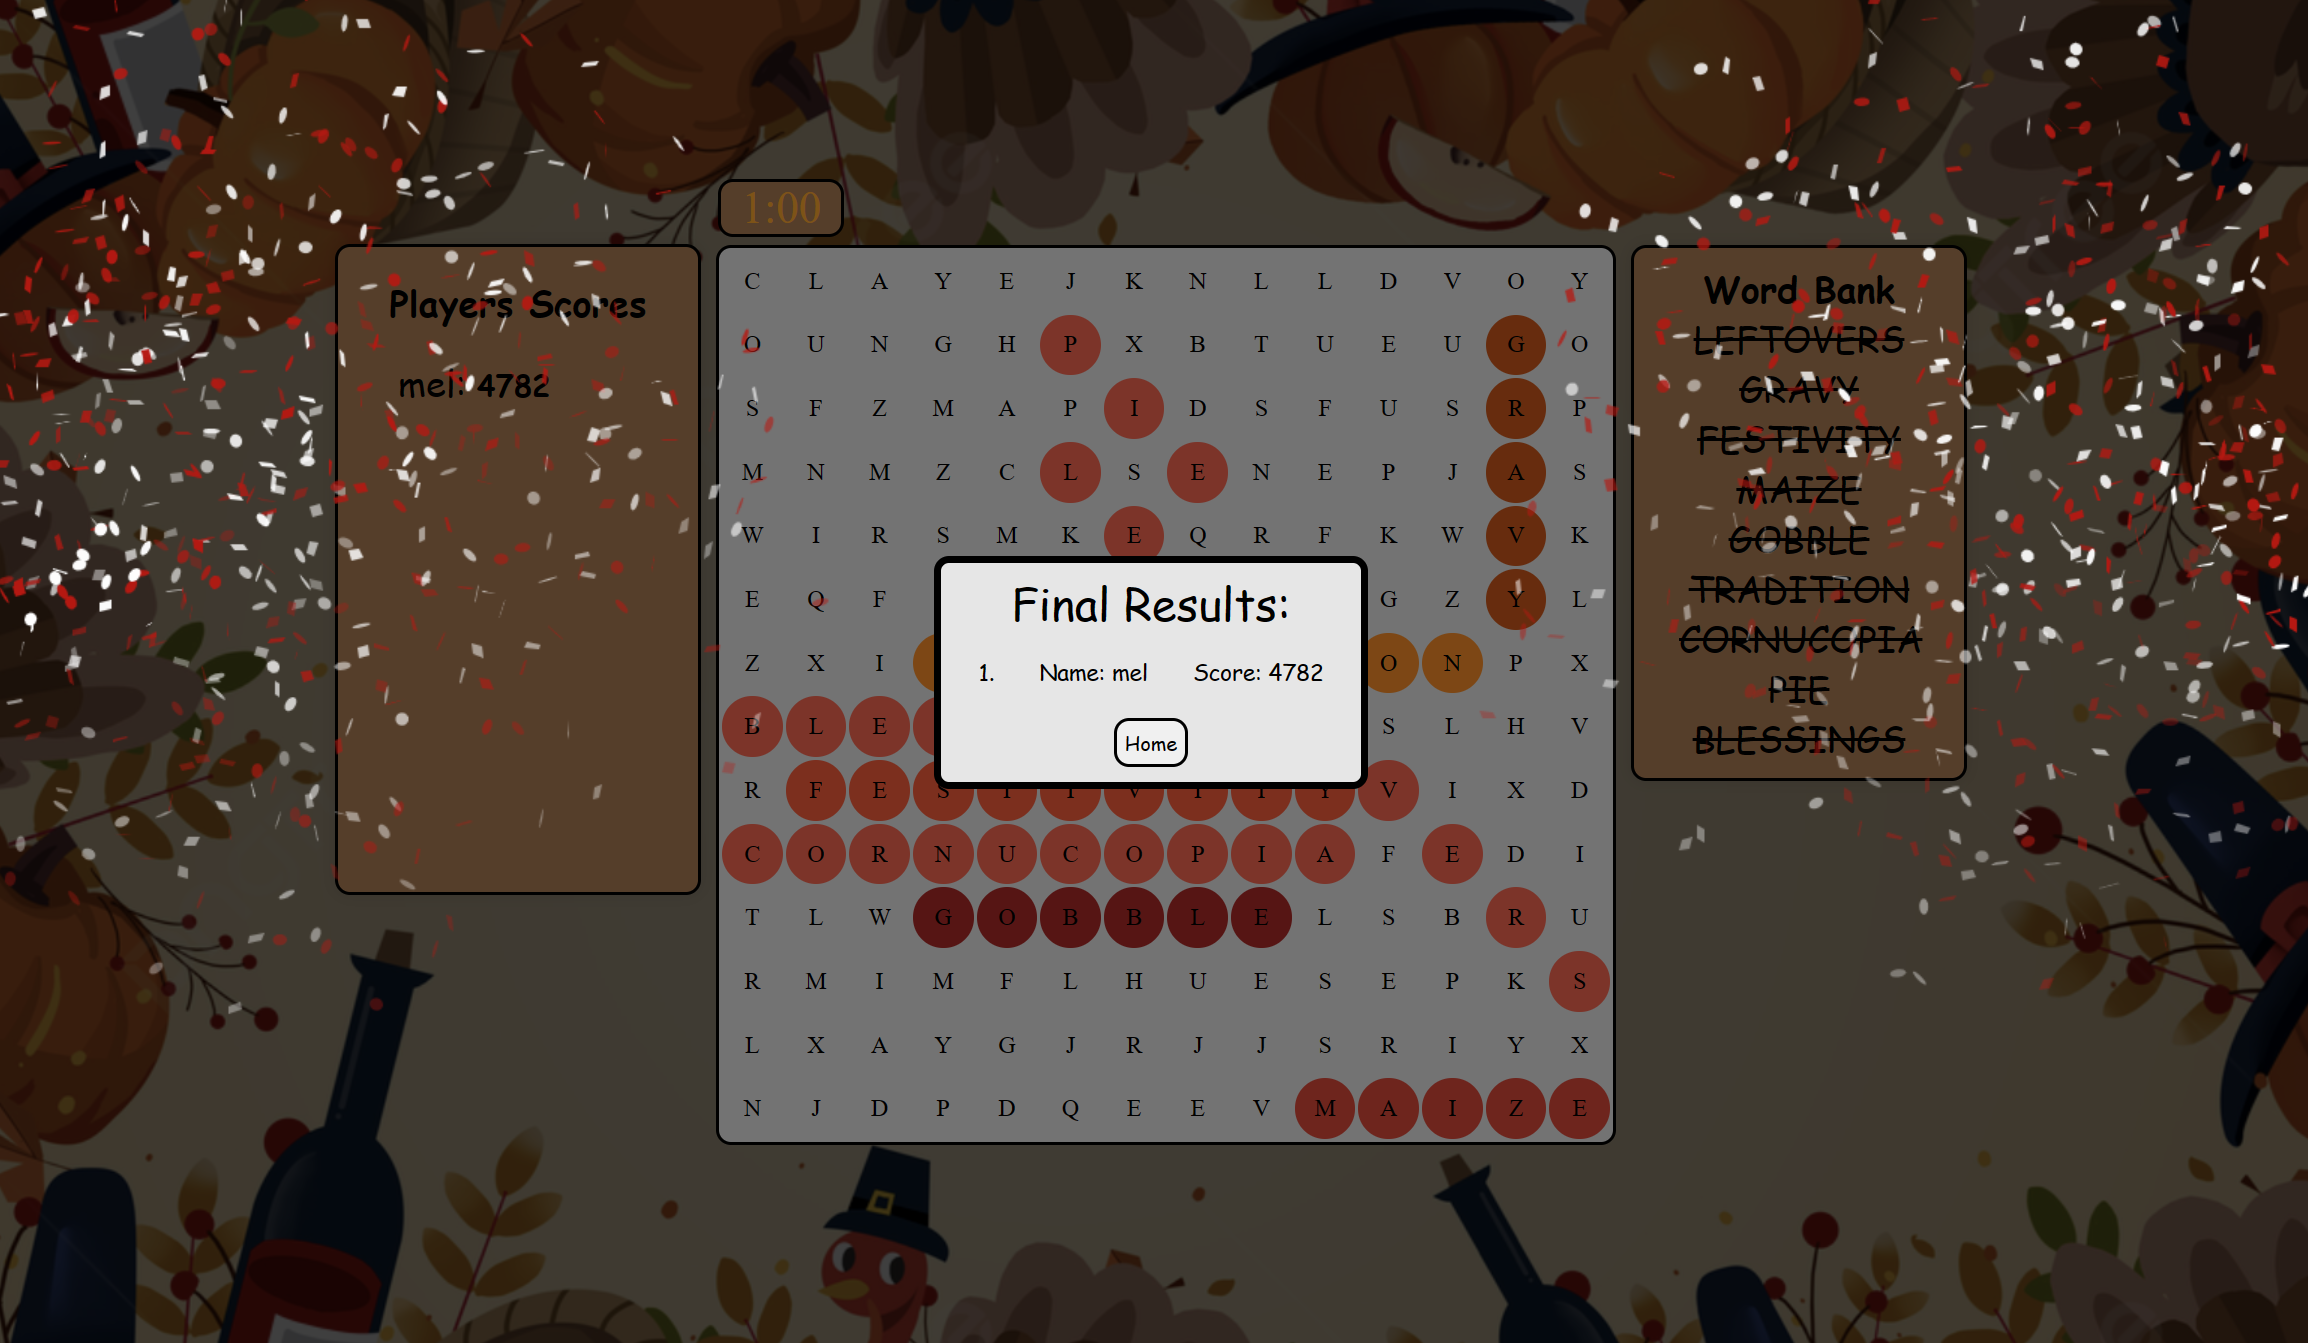 1:00
Players Scores
mel: 4782
C L A Y E J K N L L D V O Y
O U N G H P X B T U E U G O
S F Z M A P I D S F U S R P
M N M Z C L S E N E P J A S
W I R S M K E Q R F K W V K
E Q F G Z Y L
Z X I O N P X
B L E S L H V
R F E S T I V I T Y V I X D
C O R N U C O P I A F E D I
T L W G O B B L E L S B R U
R M I M F L H U E S E P K S
L X A Y G J R J J S R I Y X
N J D P D Q E E V M A I Z E
Final Results:
1. Name: mel Score: 4782
Home
Word Bank
LEFTOVERS
GRAVY
FESTIVITY
MAIZE
GOBBLE
TRADITION
CORNUCOPIA
PIE
BLESSINGS